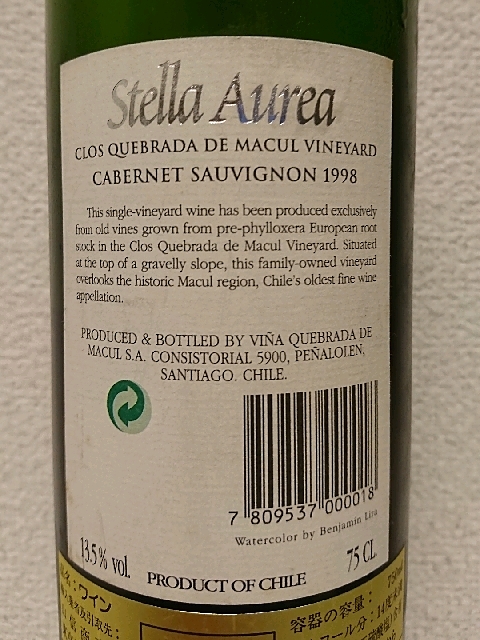 Stella Aurea
CLOS QUEBRADA DE MACUL VINEYARD
CABERNET SAUVIGNON 1998
This single-vineyard wine has been produced exclusively
from old vines grown from pre-phylloxera European root
stock in the Clos Quebrada de Macul Vineyard. Situated
at the top of a gravelly slope, this family-owned vineyard
overlooks the historic Macul region, Chile's oldest fine wine
appellation.
PRODUCED & BOTTLED BY VIÑA QUEBRADA DE
MACUL S.A. CONSISTORIAL 5900, PEÑALOLEN,
SANTIAGO. CHILE.
7 809537 000018
Watercolor by Benjamin Lira
13.5% vol.
75 CL
PRODUCT OF CHILE
名:ワイン
容器の容量: